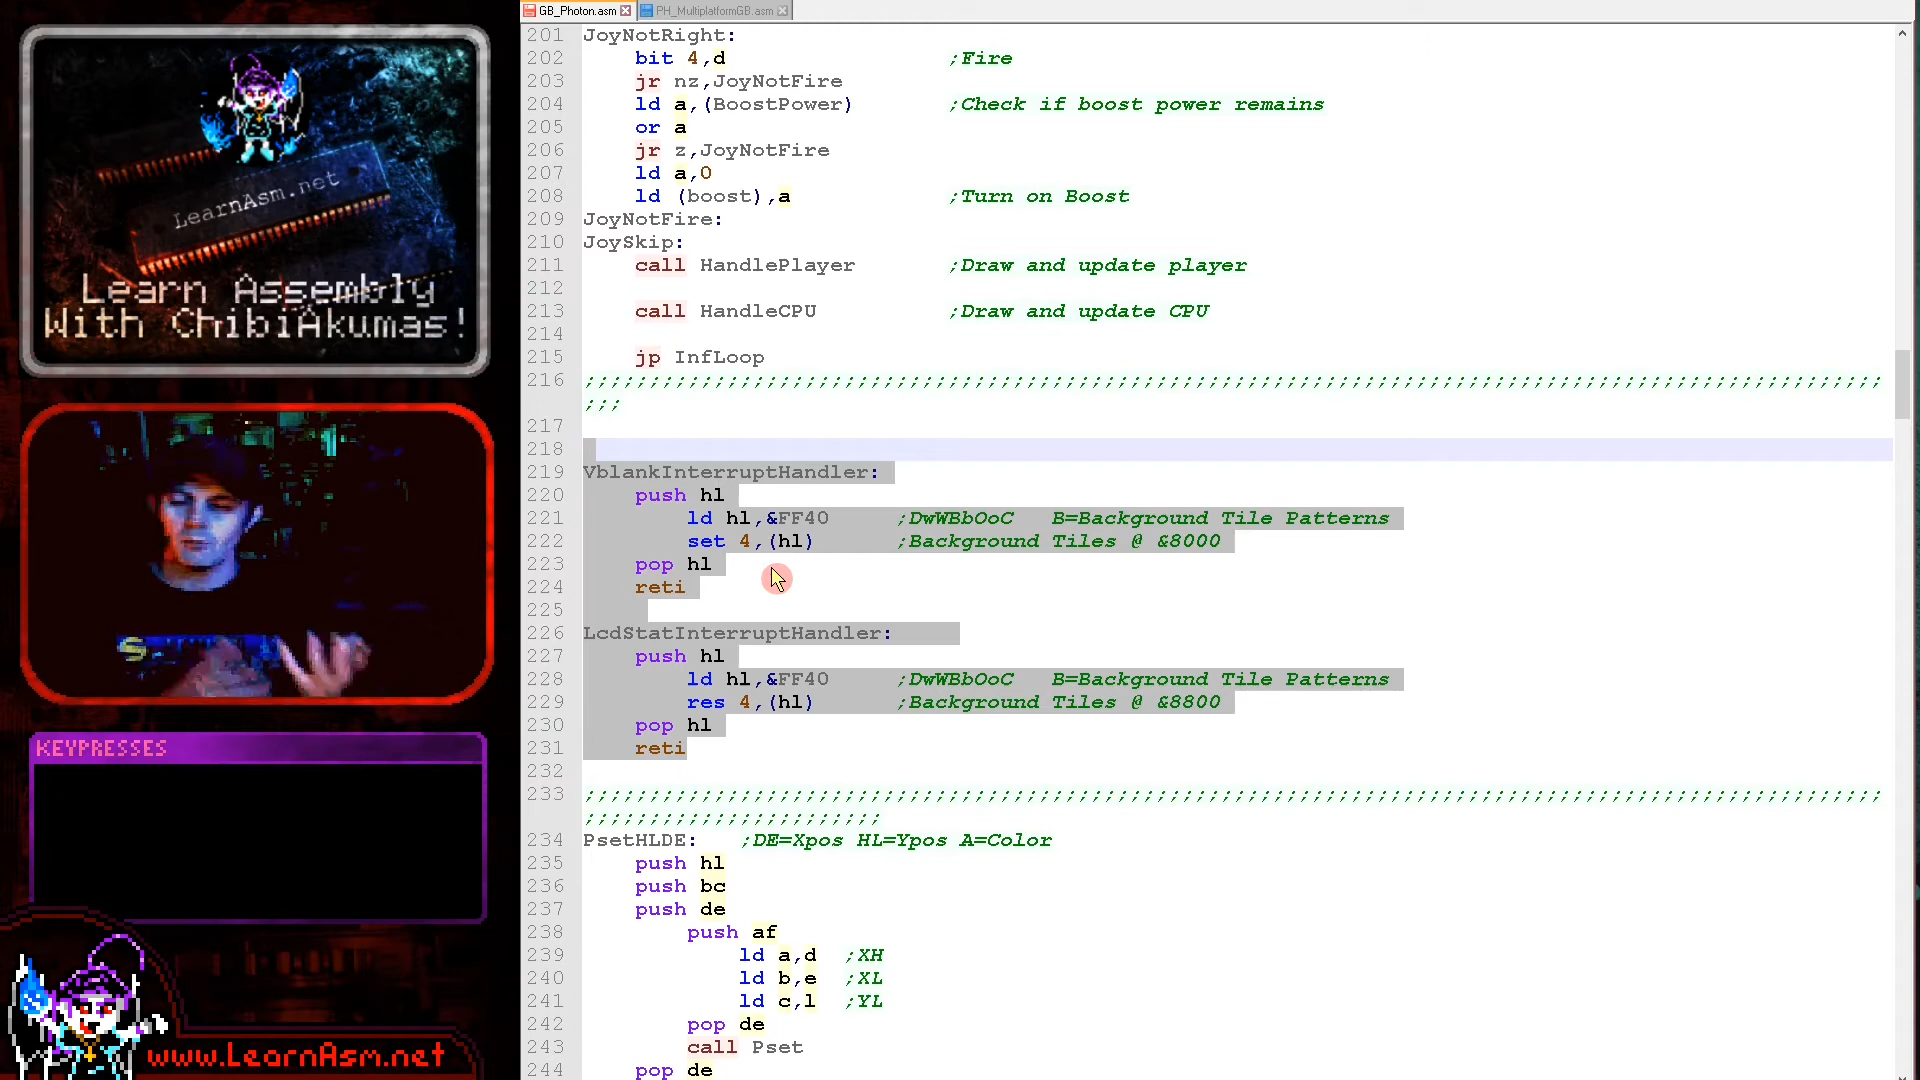 GB_Photon.asm
PH_MultiplatformGB.asm
LearnAsm.net
Learn Assembly
With ChibiAkumas!
KEYPRESSES
www.LearnAsm.net
201 JoyNotRight:
202 bit 4,d ;Fire
203 jr nz,JoyNotFire
204 ld a,(BoostPower) ;Check if boost power remains
205 or a
206 jr z,JoyNotFire
207 ld a,0
208 ld (boost),a ;Turn on Boost
209 JoyNotFire:
210 JoySkip:
211 call HandlePlayer ;Draw and update player
212
213 call HandleCPU ;Draw and update CPU
214
215 jp InfLoop
216 ;;;;;;;;;;;;;;;;;;;;;;;;;;;;;;;;;;;;;;;;;;;;;;;;;;;;;;;;;;;;;;;;;;;;;;;;;;;;;;;;;;;;;;;;;;;;;;;;;;;;
;;;
217
218
219 VblankInterruptHandler:
220 push hl
221 ld hl,&FF40 ;DwWBbOoC B=Background Tile Patterns
222 set 4,(hl) ;Background Tiles @ &8000
223 pop hl
224 reti
225
226 LcdStatInterruptHandler:
227 push hl
228 ld hl,&FF40 ;DwWBbOoC B=Background Tile Patterns
229 res 4,(hl) ;Background Tiles @ &8800
230 pop hl
231 reti
232
233 ;;;;;;;;;;;;;;;;;;;;;;;;;;;;;;;;;;;;;;;;;;;;;;;;;;;;;;;;;;;;;;;;;;;;;;;;;;;;;;;;;;;;;;;;;;;;;;;;;;;;
;;;;;;;;;;;;;;;;;;;;;;;
234 PsetHLDE: ;DE=Xpos HL=Ypos A=Color
235 push hl
236 push bc
237 push de
238 push af
239 ld a,d ;XH
240 ld b,e ;XL
241 ld c,l ;YL
242 pop de
243 call Pset
244 pop de